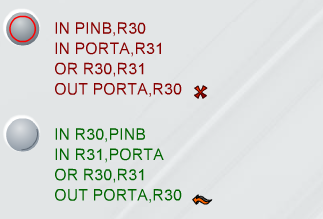 IN PINB,R30
IN PORTA,R31
OR R30,R31
OUT PORTA,R30
IN R30,PINB
IN R31,PORTA
OR R30,R31
OUT PORTA,R30